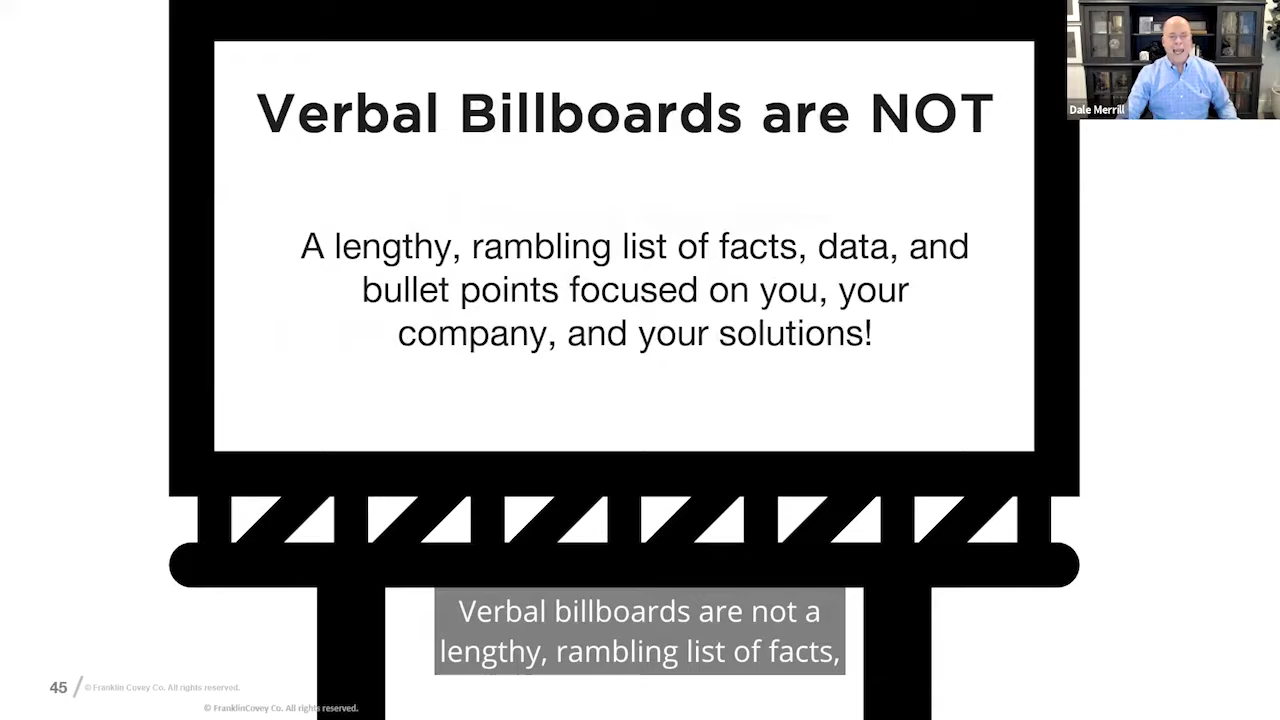 Verbal Billboards are NOT
Dale Merrill
A lengthy, rambling list of facts, data, and
bullet points focused on you, your
company, and your solutions!
Verbal billboards are not a
lengthy, rambling list of facts,
45 / © Franklin Covey Co. All rights reserved.
© FranklinCovey Co. All rights reserved.